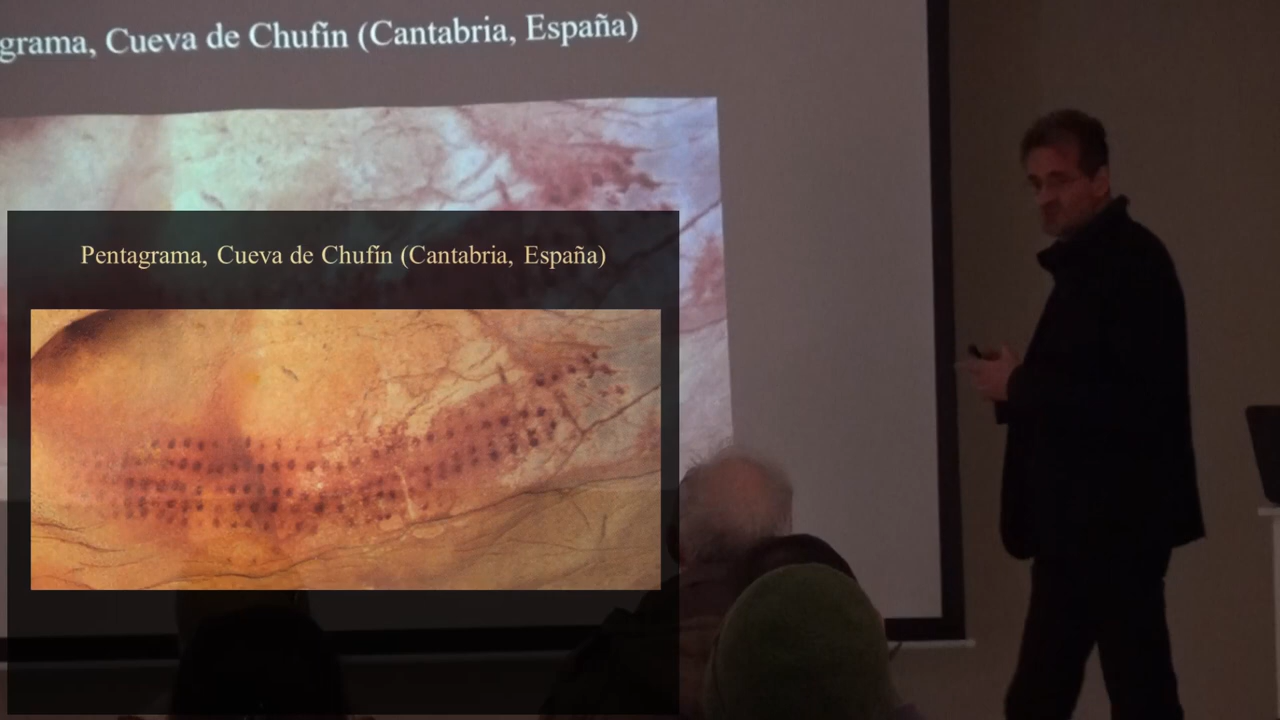 grama, Cueva de Chufín (Cantabria, España)
Pentagrama, Cueva de Chufín (Cantabria, España)